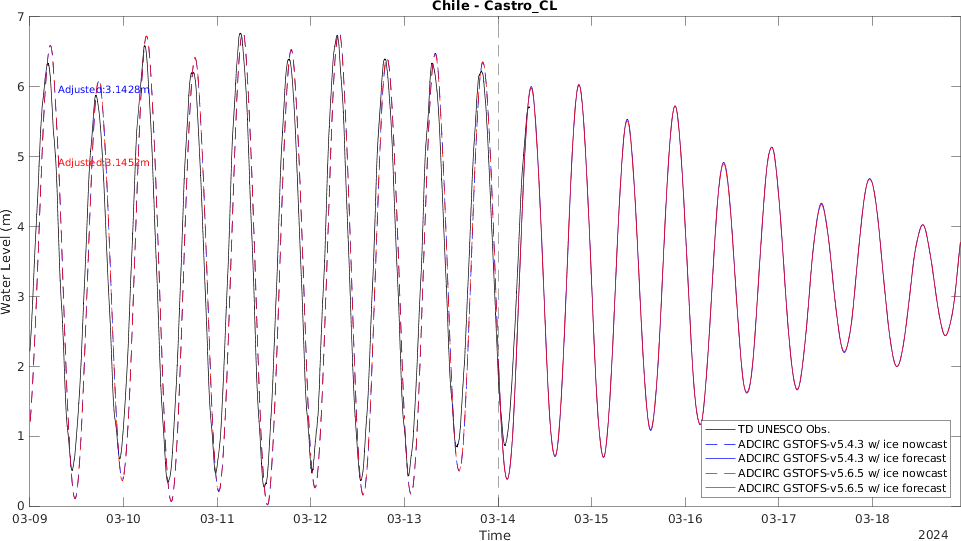 Chile - Castro_CL
7
6
5
4
3
2
1
0
Water Level (m)
Adjusted:3.1428m
Adjusted:3.1452m
TD UNESCO Obs.
ADCIRC GSTOFS-v5.4.3 w/ ice nowcast
ADCIRC GSTOFS-v5.4.3 w/ ice forecast
ADCIRC GSTOFS-v5.6.5 w/ ice nowcast
ADCIRC GSTOFS-v5.6.5 w/ ice forecast
03-09 03-10 03-11 03-12 03-13 03-14 03-15 03-16 03-17 03-18
Time
2024